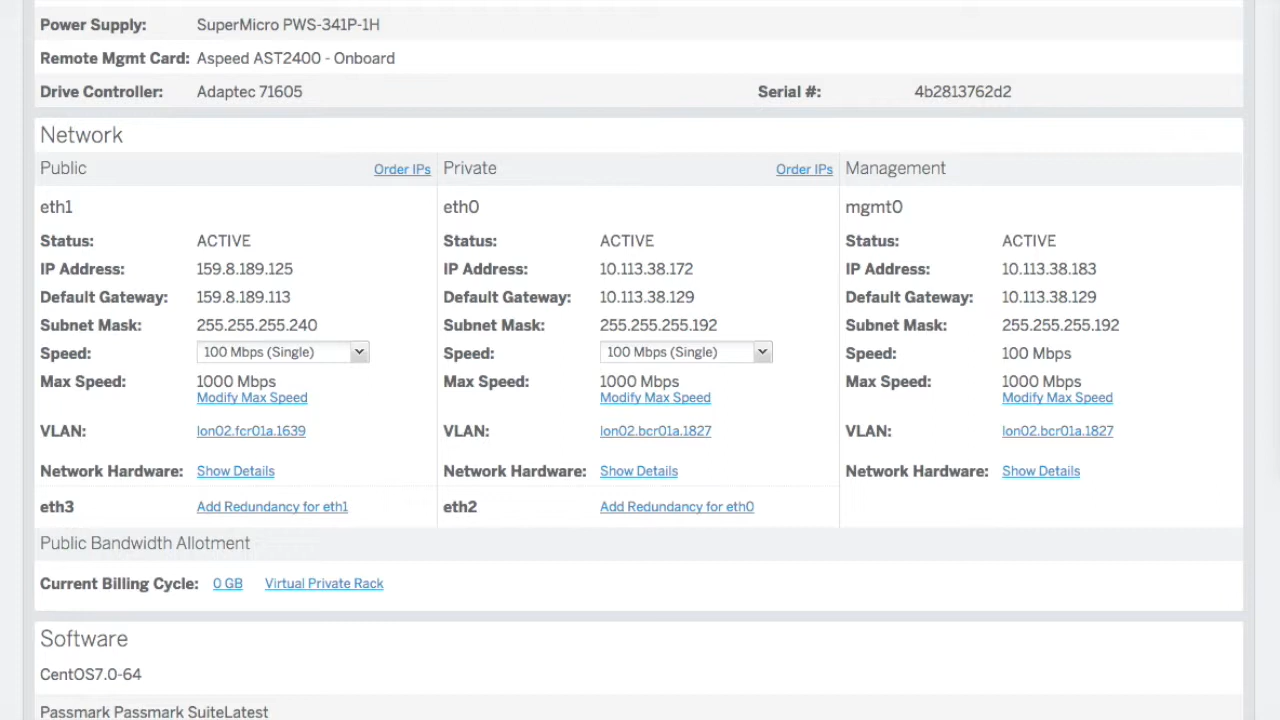 Power Supply: SuperMicro PWS-341P-1H
Remote Mgmt Card: Aspeed AST2400 - Onboard
Drive Controller: Adaptec 71605 Serial #: 4b2813762d2
Network
Public Order IPs Private Order IPs Management
eth1 eth0 mgmt0
Status: ACTIVE Status: ACTIVE Status: ACTIVE
IP Address: 159.8.189.125 IP Address: 10.113.38.172 IP Address: 10.113.38.183
Default Gateway: 159.8.189.113 Default Gateway: 10.113.38.129 Default Gateway: 10.113.38.129
Subnet Mask: 255.255.255.240 Subnet Mask: 255.255.255.192 Subnet Mask: 255.255.255.192
Speed: 100 Mbps (Single) Speed: 100 Mbps (Single) Speed: 100 Mbps
Max Speed: 1000 Mbps Max Speed: 1000 Mbps Max Speed: 1000 Mbps
Modify Max Speed Modify Max Speed Modify Max Speed
VLAN: lon02.fcr01a.1639 VLAN: lon02.bcr01a.1827 VLAN: lon02.bcr01a.1827
Network Hardware: Show Details Network Hardware: Show Details Network Hardware: Show Details
eth3 Add Redundancy for eth1 eth2 Add Redundancy for eth0
Public Bandwidth Allotment
Current Billing Cycle: 0 GB Virtual Private Rack
Software
CentOS7.0-64
Passmark Passmark SuiteLatest